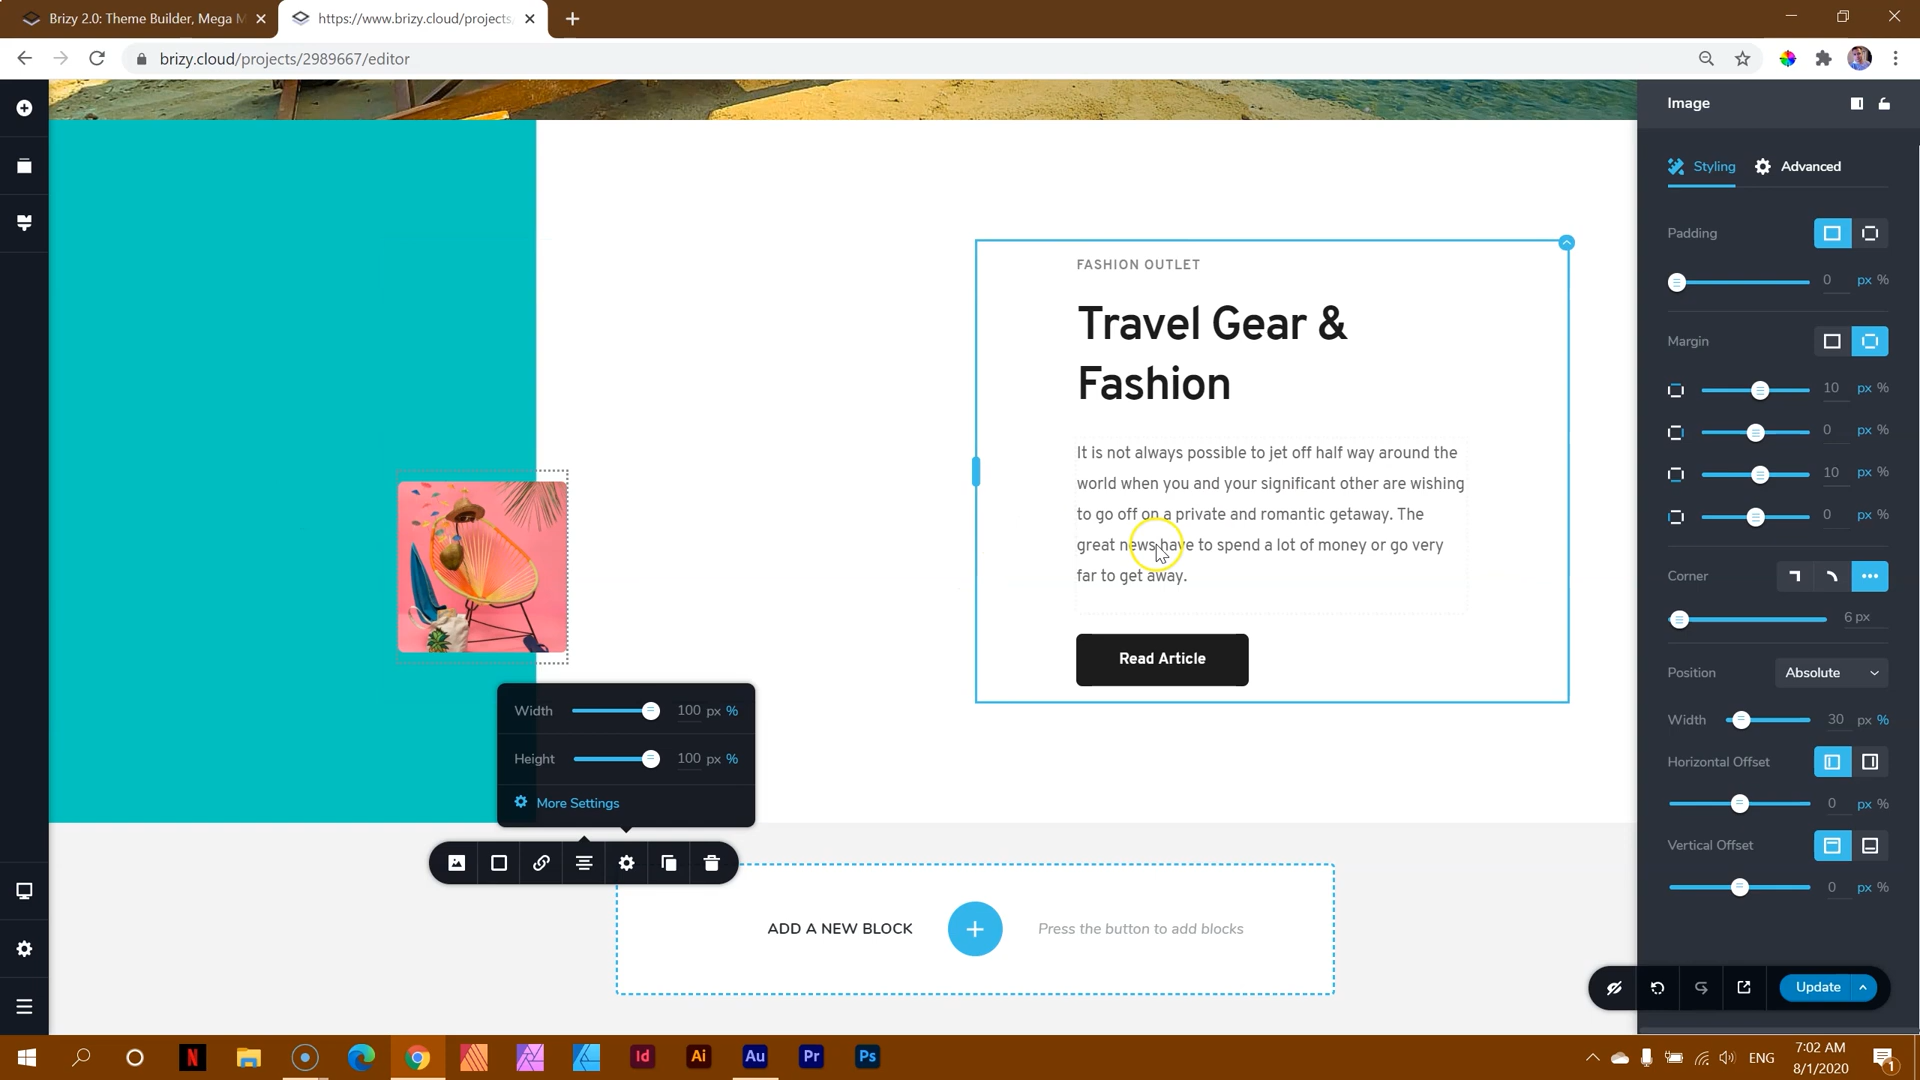 Brizy 2.0: Theme Builder, Mega M
https://www.brizy.cloud/projects,
brizy.cloud/projects/2989667/editor
Image
Styling
Advanced
Padding
0 px %
Margin
10 px %
0 px %
10 px %
0 px %
Corner
6 px
Position
Absolute
Width
30 px %
Horizontal Offset
0 px %
Vertical Offset
0 px %
FASHION OUTLET
Travel Gear &
Fashion
It is not always possible to jet off half way around the
world when you and your significant other are wishing
to go off on a private and romantic getaway. The
great news have to spend a lot of money or go very
far to get away.
Read Article
Width 100 px %
Height 100 px %
More Settings
ADD A NEW BLOCK
Press the button to add blocks
Update
N
Id
Ai
Au
Pr
Ps
ENG
7:02 AM
8/1/2020
1